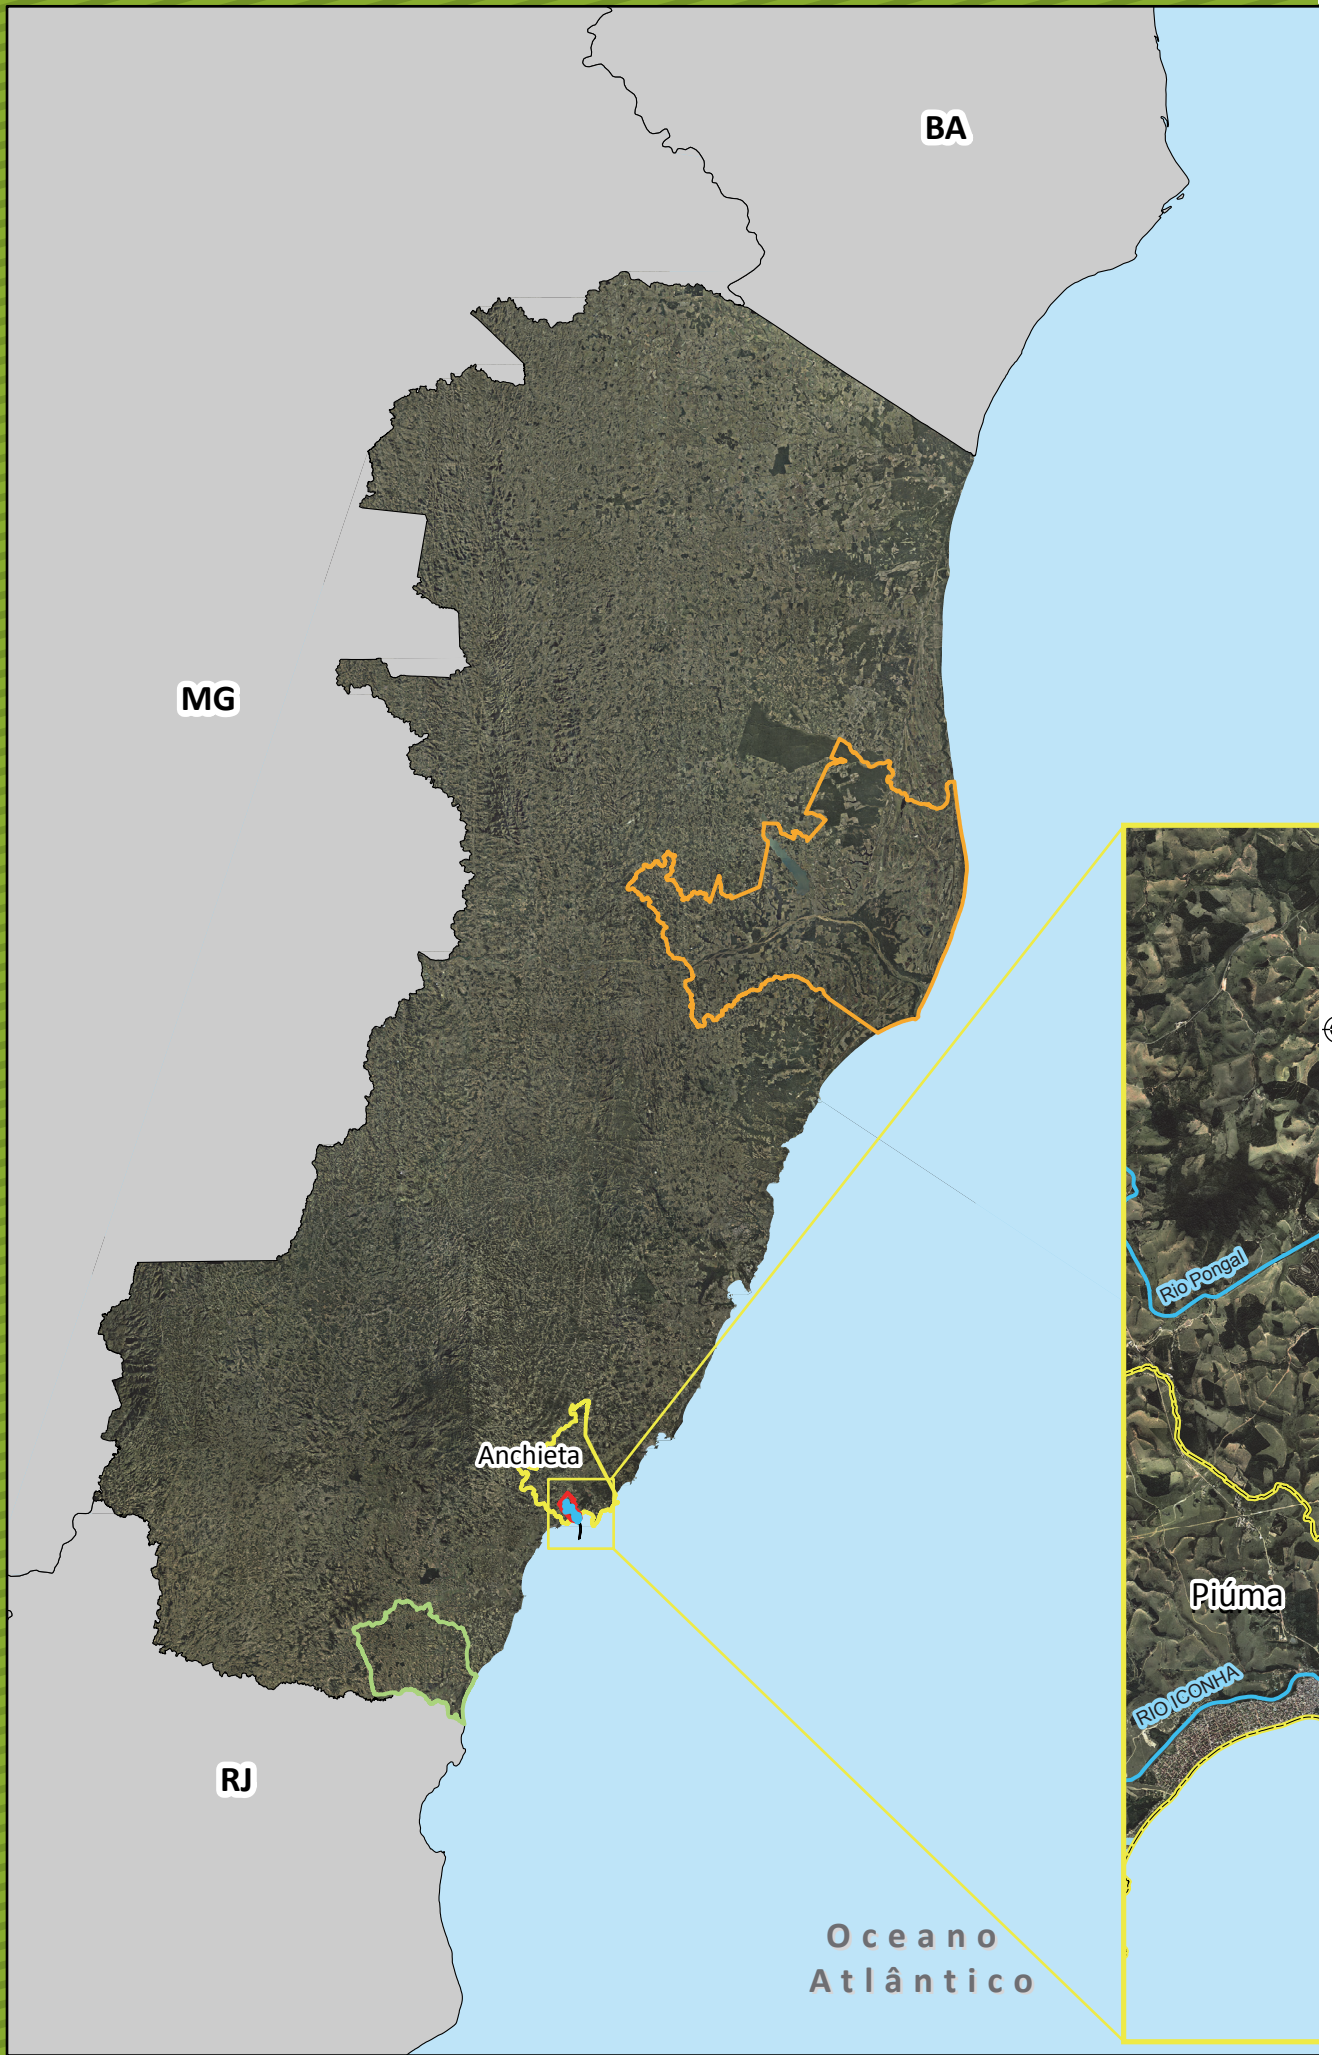 BA
MG
Rio Pongal
Anchieta
Piúma
RIO ICONHA
RJ
Oceano
Atlântico